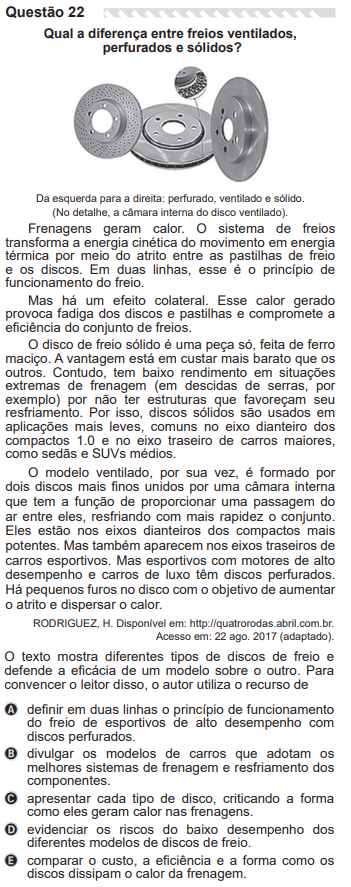 Questão 22
Qual a diferença entre freios ventilados,
perfurados e sólidos?
Da esquerda para a direita: perfurado, ventilado e sólido.
(No detalhe, a câmara interna do disco ventilado).
Frenagens geram calor. O sistema de freios
transforma a energia cinética do movimento em energia
térmica por meio do atrito entre as pastilhas de freio
e os discos. Em duas linhas, esse é o princípio de
funcionamento do freio.
Mas há um efeito colateral. Esse calor gerado
provoca fadiga dos discos e pastilhas e compromete a
eficiência do conjunto de freios.
O disco de freio sólido é uma peça só, feita de ferro
maciço. A vantagem está em custar mais barato que os
outros. Contudo, tem baixo rendimento em situações
extremas de frenagem (em descidas de serras, por
exemplo) por não ter estruturas que favoreçam seu
resfriamento. Por isso, discos sólidos são usados em
aplicações mais leves, comuns no eixo dianteiro dos
compactos 1.0 e no eixo traseiro de carros maiores,
como sedãs e SUVs médios.
O modelo ventilado, por sua vez, é formado por
dois discos mais finos unidos por uma câmara interna
que tem a função de proporcionar uma passagem do
ar entre eles, resfriando com mais rapidez o conjunto.
Eles estão nos eixos dianteiros dos compactos mais
potentes. Mas também aparecem nos eixos traseiros de
carros esportivos. Mas esportivos com motores de alto
desempenho e carros de luxo têm discos perfurados.
Há pequenos furos no disco com o objetivo de aumentar
o atrito e dispersar o calor.
RODRIGUEZ, H. Disponível em: http://quatrorodas.abril.com.br.
Acesso em: 22 ago. 2017 (adaptado).
O texto mostra diferentes tipos de discos de freio e
defende a eficácia de um modelo sobre o outro. Para
convencer o leitor disso, o autor utiliza o recurso de
A definir em duas linhas o princípio de funcionamento
do freio de esportivos de alto desempenho com
discos perfurados.
B divulgar os modelos de carros que adotam os
melhores sistemas de frenagem e resfriamento dos
componentes.
C apresentar cada tipo de disco, criticando a forma
como eles geram calor nas frenagens.
D evidenciar os riscos do baixo desempenho dos
diferentes modelos de discos de freio.
E comparar o custo, a eficiência e a forma como os
discos dissipam o calor da frenagem.